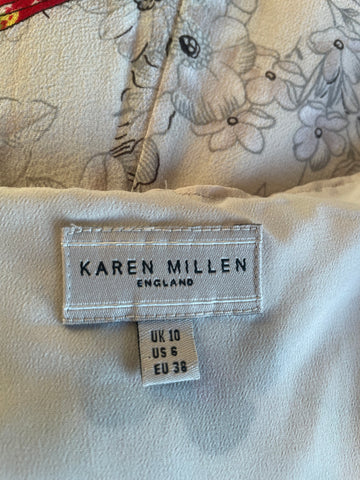 KAREN MILLEN
ENGLAND
UK 10
US 6
EU 38